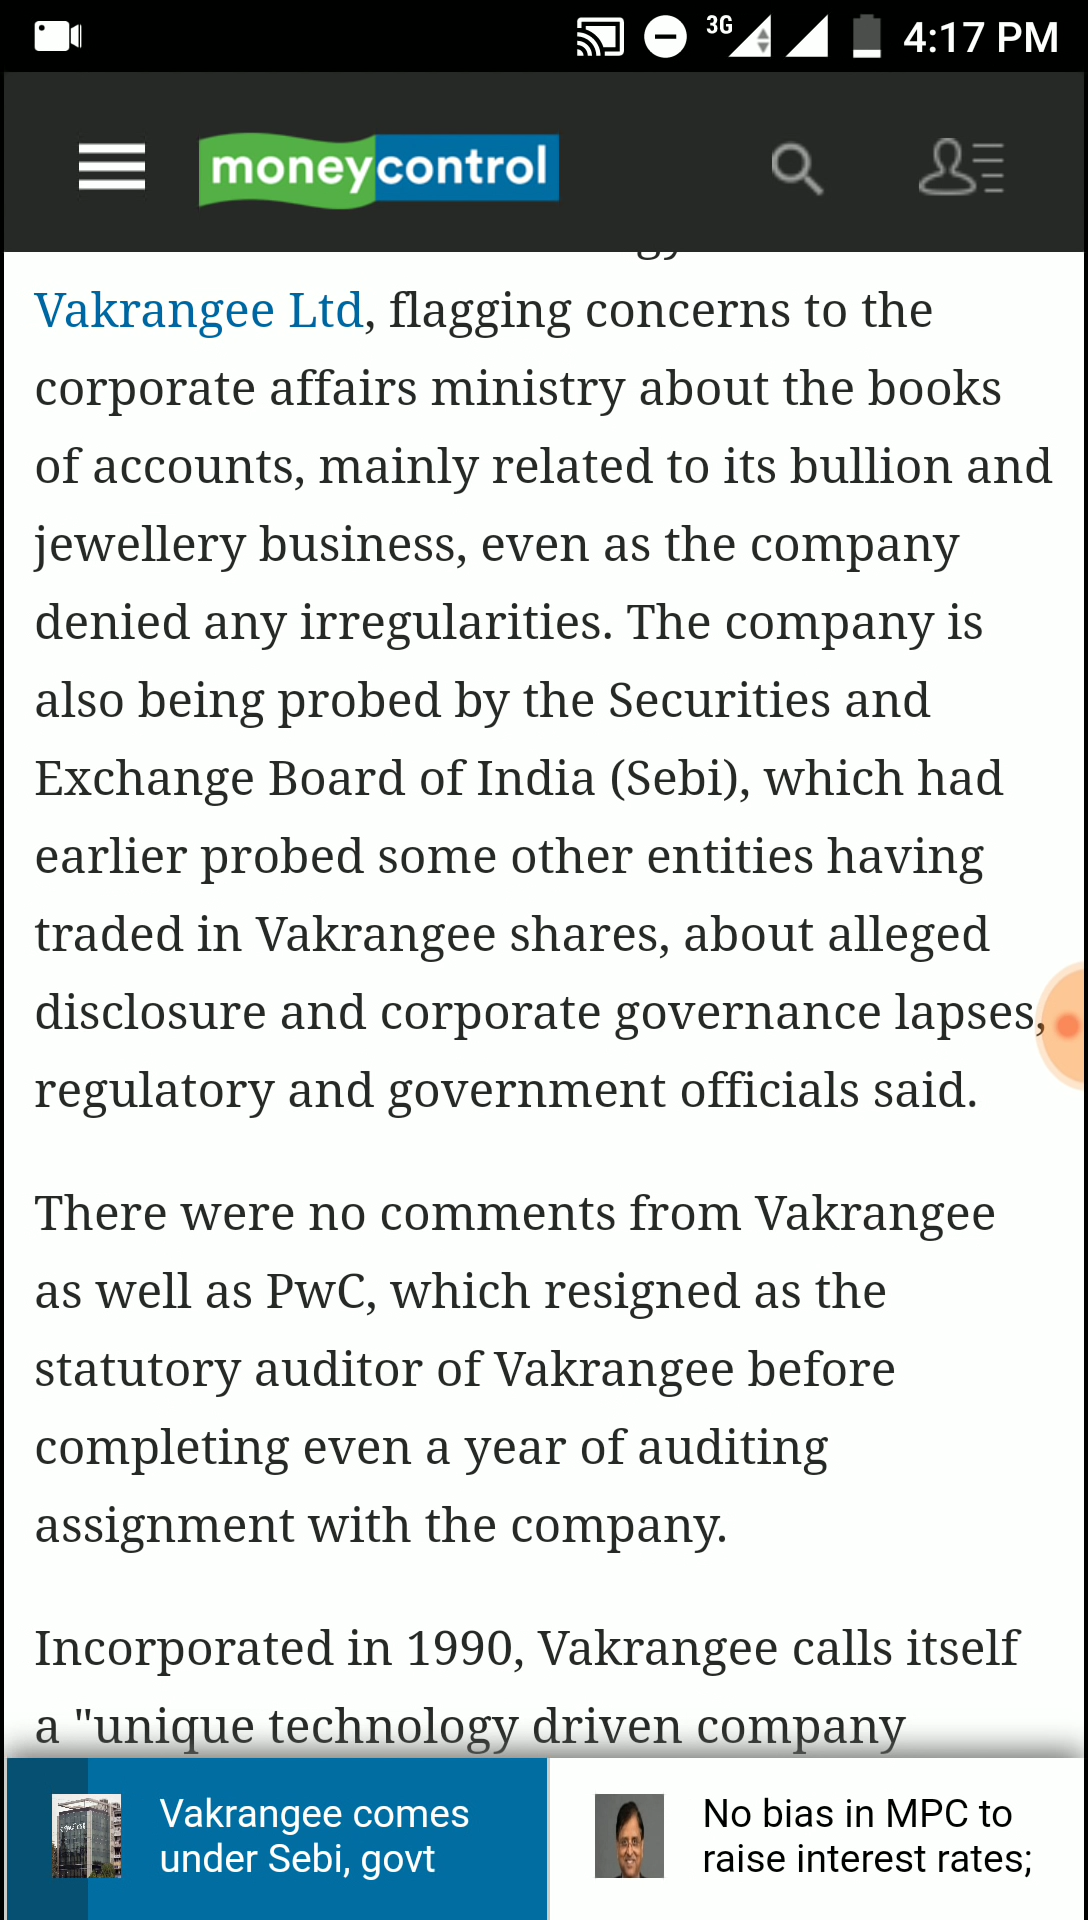 3G
4:17 PM
moneycontrol
Vakrangee Ltd, flagging concerns to the
corporate affairs ministry about the books
of accounts, mainly related to its bullion and
jewellery business, even as the company
denied any irregularities. The company is
also being probed by the Securities and
Exchange Board of India (Sebi), which had
earlier probed some other entities having
traded in Vakrangee shares, about alleged
disclosure and corporate governance lapses,
regulatory and government officials said.
There were no comments from Vakrangee
as well as PwC, which resigned as the
statutory auditor of Vakrangee before
completing even a year of auditing
assignment with the company.
Incorporated in 1990, Vakrangee calls itself
a "unique technology driven company
Vakrangee comes
under Sebi, govt
No bias in MPC to
raise interest rates;